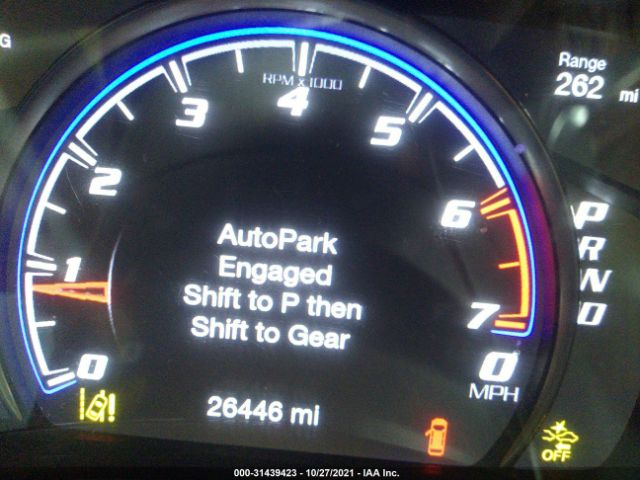 G
Range
262 mi
RPM x 1000
0
1
2
3
4
5
6
7
AutoPark
Engaged
Shift to P then
Shift to Gear
P
R
N
D
0
MPH
26446 mi
OFF
000-31439423 - 10/27/2021 - IAA Inc.